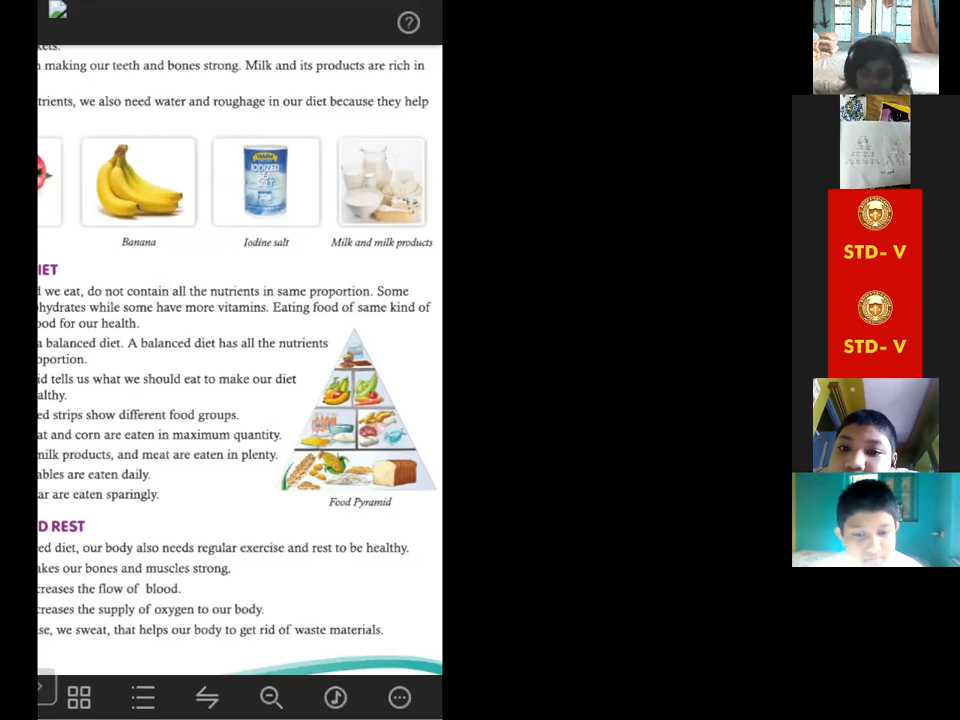 making our teeth and bones strong. Milk and its products are rich in
we also need water and roughage in our diet because they help
MARK
IODIZED
SEA
SALT
Banana
Iodine salt
Milk and milk products
IET
we eat, do not contain all the nutrients in same proportion. Some
ohydrates while some have more vitamins. Eating food of same kind of
ood for our health.
a balanced diet. A balanced diet has all the nutrients
oportion.
id tells us what we should eat to make our diet
althy.
ed strips show different food groups.
at and corn are eaten in maximum quantity.
milk products, and meat are eaten in plenty.
ables are eaten daily.
ar are eaten sparingly.
Food Pyramid
D REST
ed diet, our body also needs regular exercise and rest to be healthy.
akes our bones and muscles strong.
creases the flow of blood.
creases the supply of oxygen to our body.
se, we sweat, that helps our body to get rid of waste materials.
STD- V
STD- V